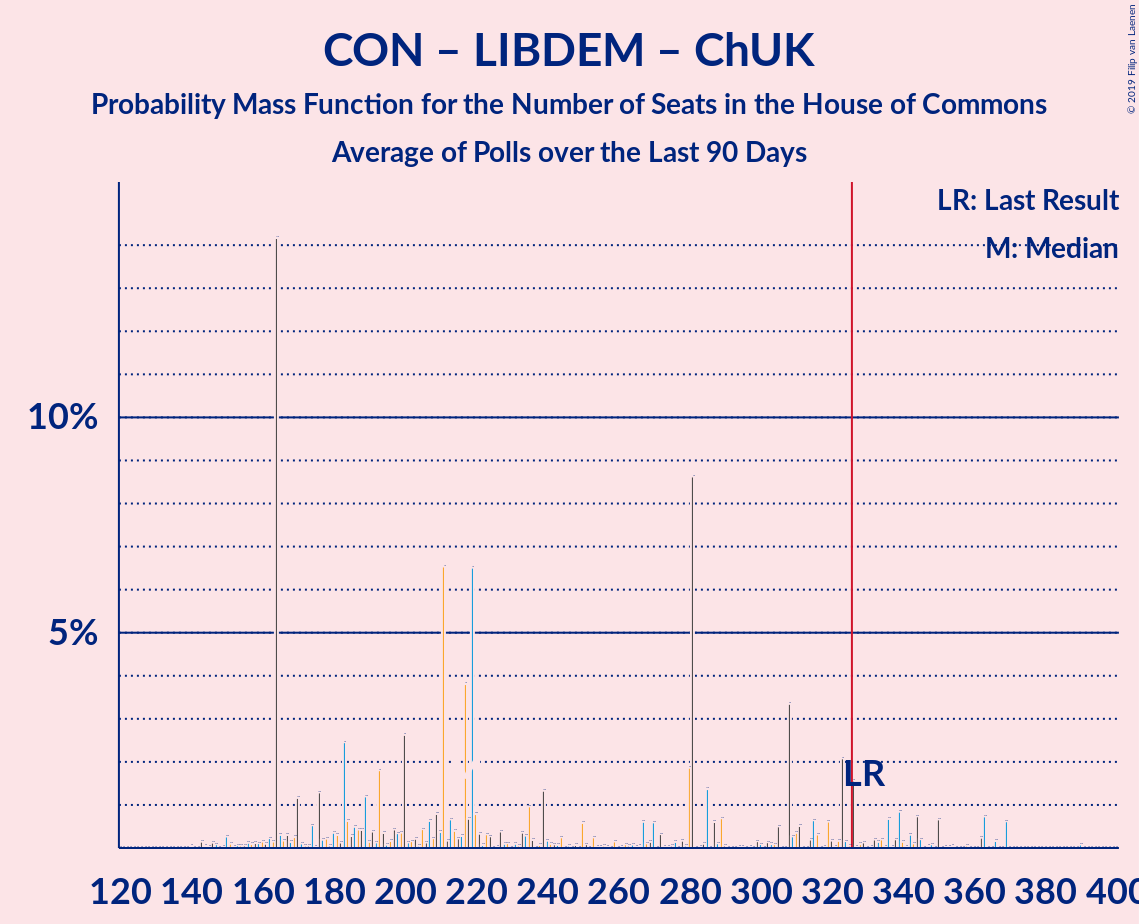 CON – LIBDEM – ChUK
Probability Mass Function for the Number of Seats in the House of Commons
Average of Polls over the Last 90 Days
© 2019 Filip van Laenen
LR: Last Result
M: Median
10%
5%
LR
120 140 160 180 200 220 240 260 280 300 320 340 360 380 400